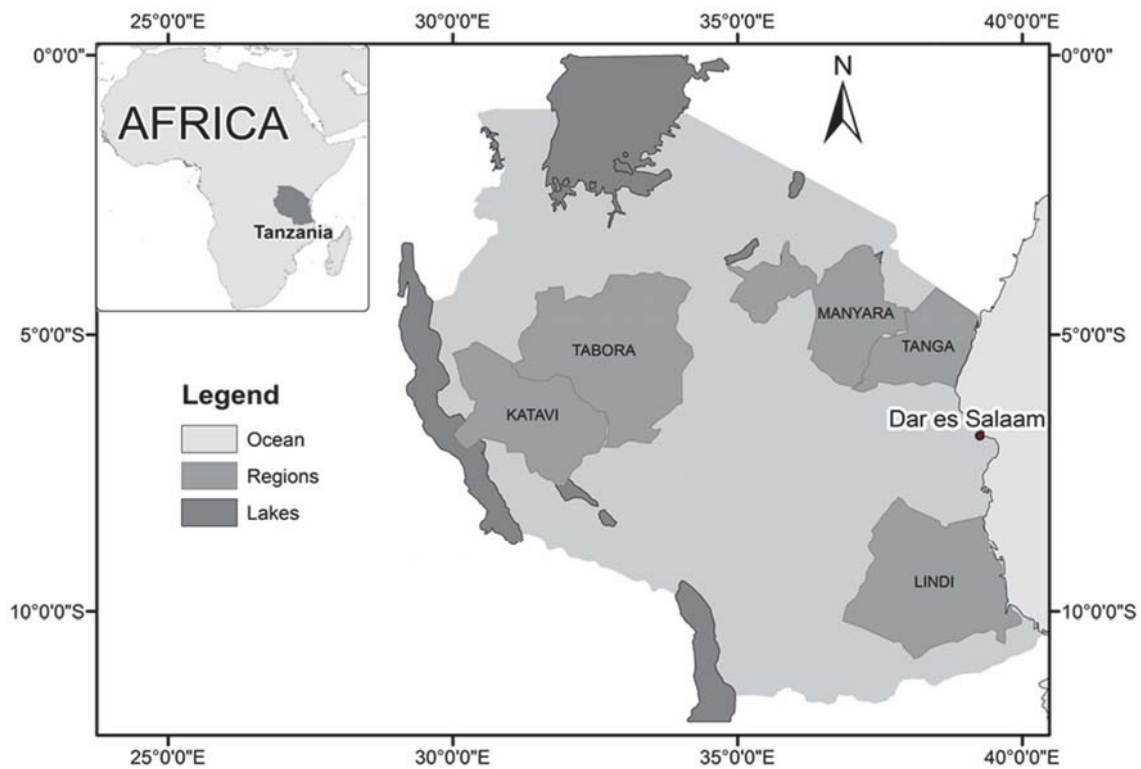 25°0'0"E 30°0'0"E 35°0'0"E 40°0'0"E
0°0'0" 0°0'0"
AFRICA
Tanzania
N
5°0'0"S 5°0'0"S
MANYARA
TANGA
TABORA
KATAVI
Dar es Salaam
Legend
Ocean
Regions
Lakes
LINDI
10°0'0"S 10°0'0"S
25°0'0"E 30°0'0"E 35°0'0"E 40°0'0"E